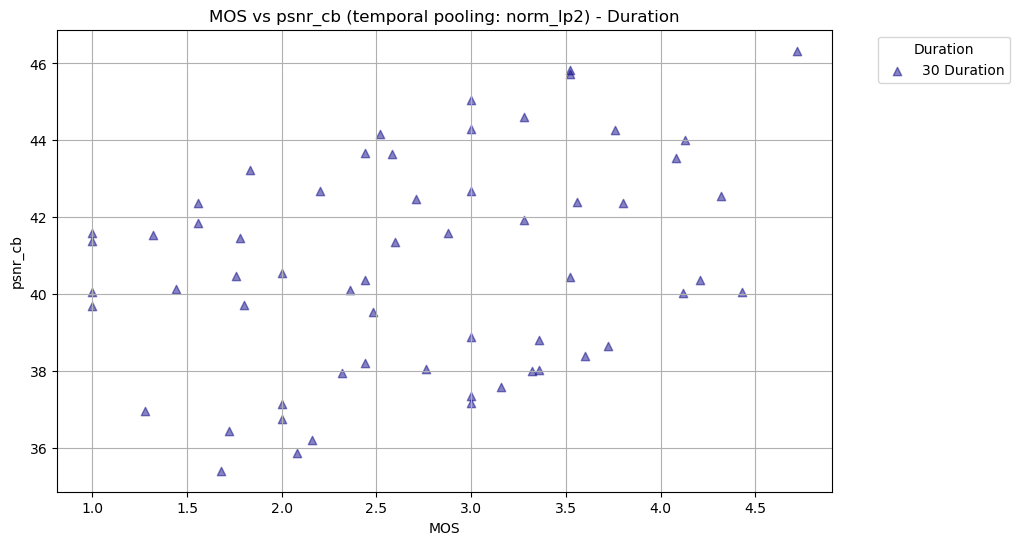 MOS vs psnr_cb (temporal pooling: norm_lp2) - Duration
Duration
30 Duration
psnr_cb
46
44
42
40
38
36
1.0 1.5 2.0 2.5 3.0 3.5 4.0 4.5
MOS